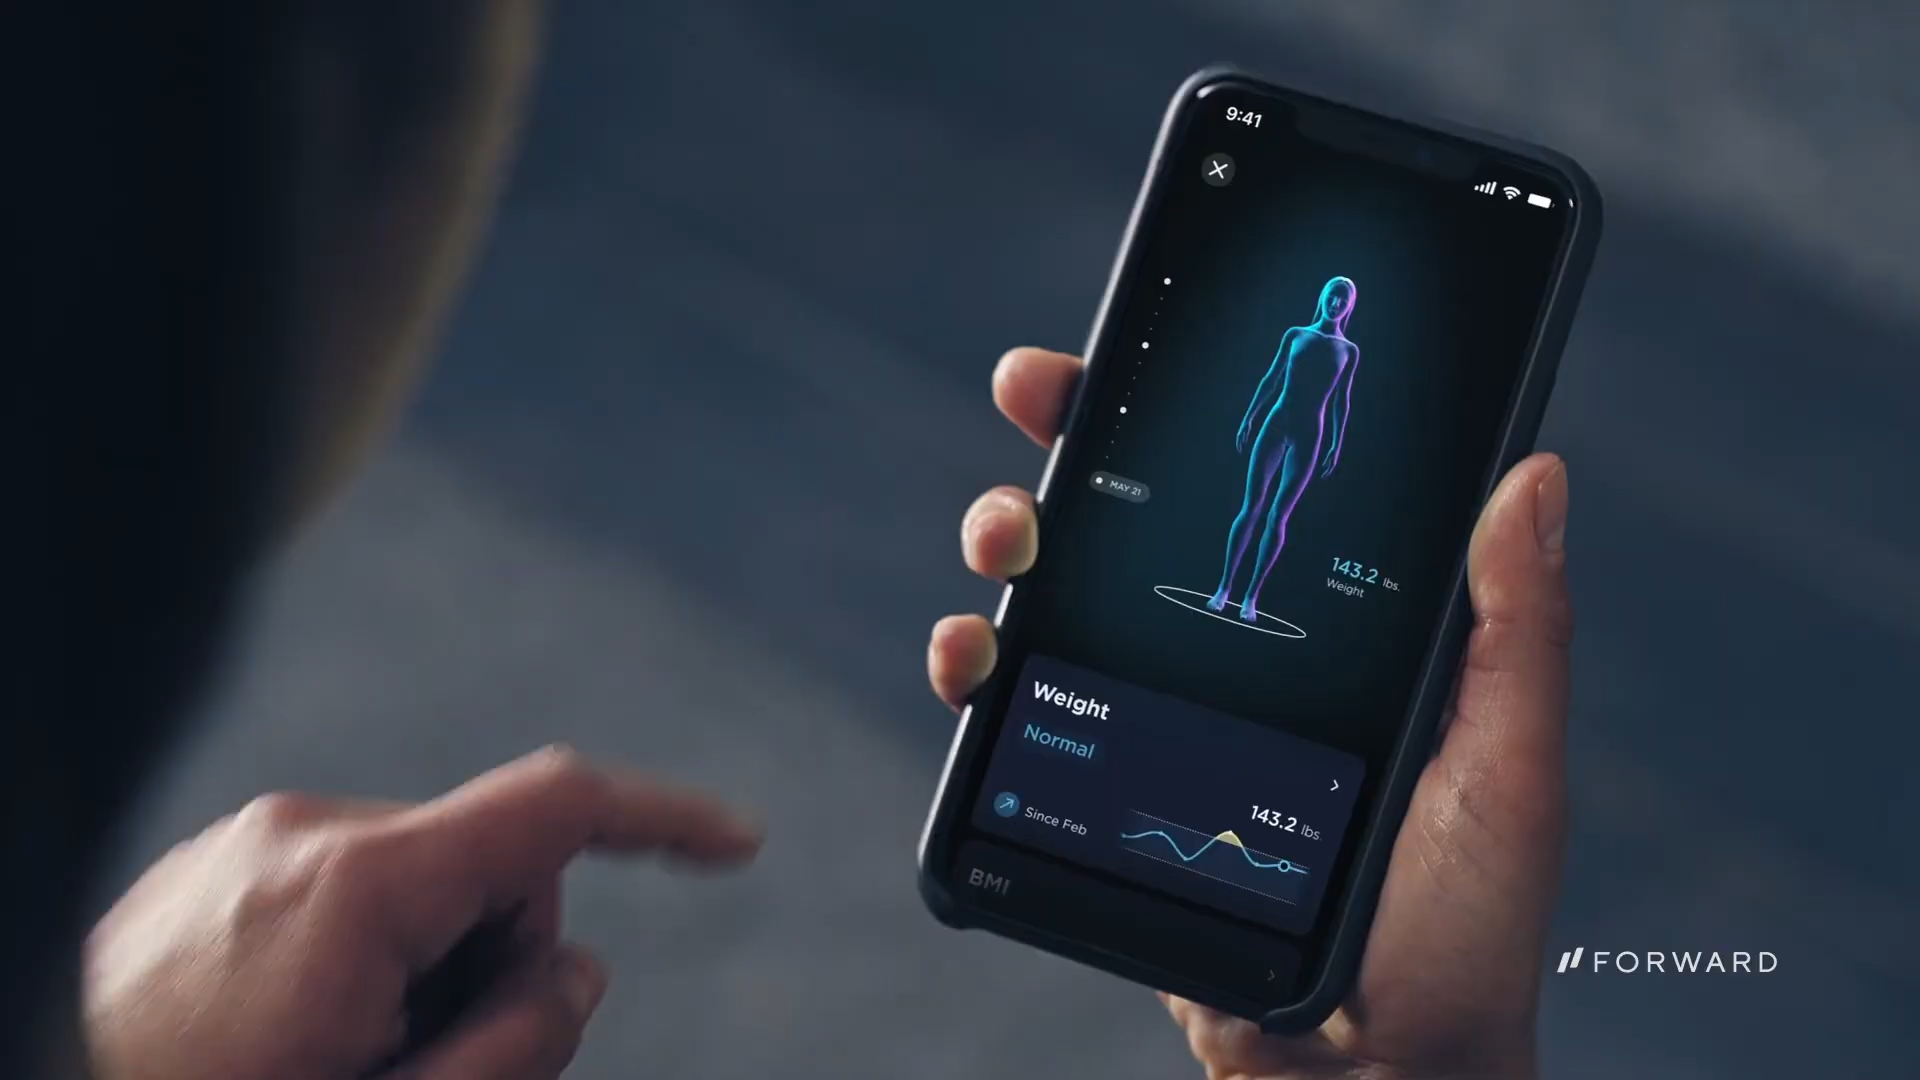 9:41
MAY 21
143.2 lbs.
Weight
Weight
Normal
143.2 lbs.
Since Feb
BMI
FORWARD